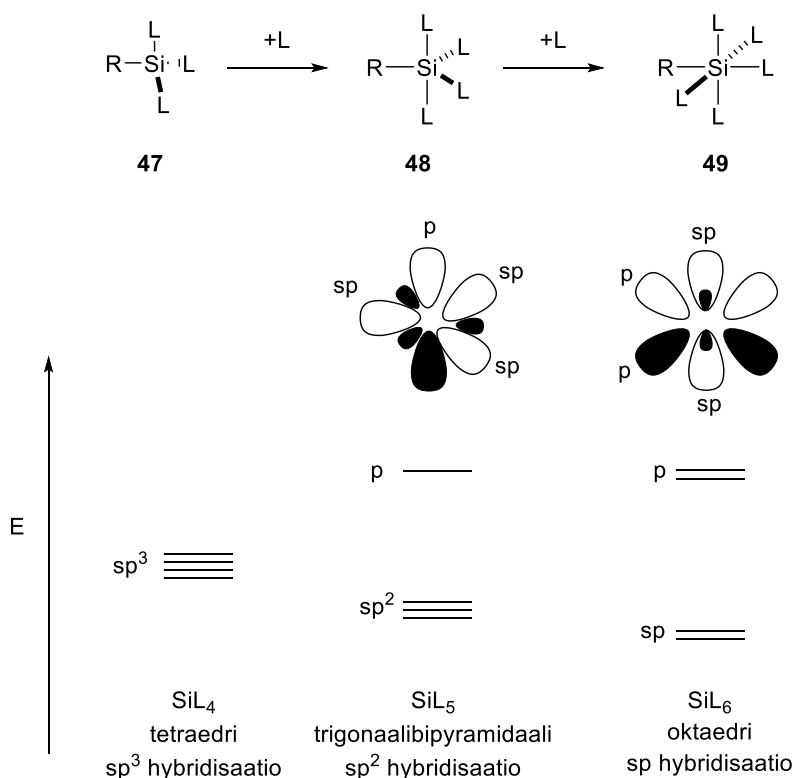 L L L
+L L +L L
R Si L R Si R Si L
L L L
L L
47 48 49
p sp
sp sp p
sp p
sp
p p
E
sp³
sp²
sp
SiL₄ SiL₅ SiL₆
tetraedri trigonaalibipyramidaali oktaedri
sp³ hybridisaatio sp² hybridisaatio sp hybridisaatio